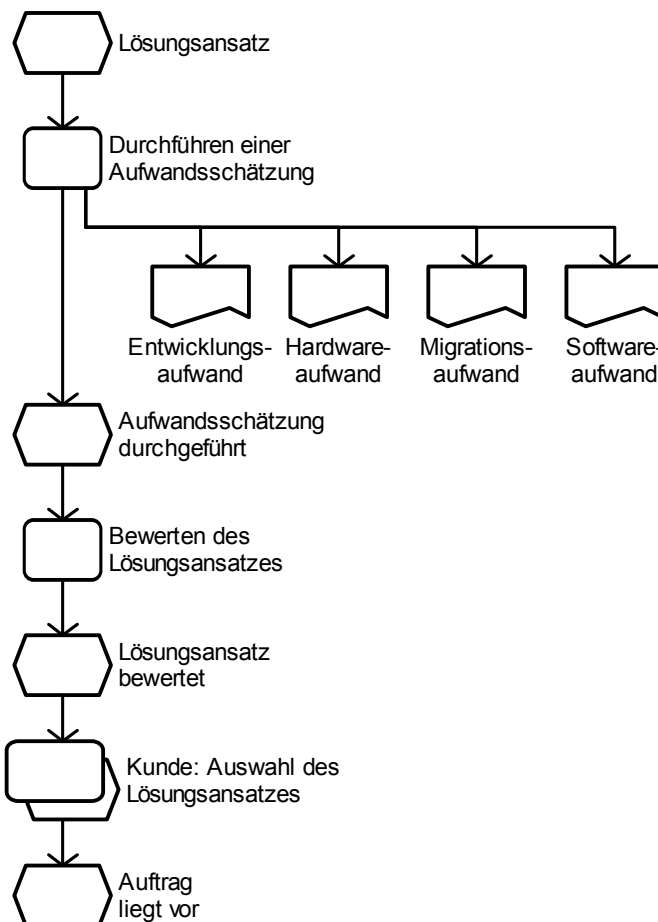 Lösungsansatz
Durchführen einer
Aufwandsschätzung
Entwicklungs-
aufwand
Hardware-
aufwand
Migrations-
aufwand
Software-
aufwand
Aufwandsschätzung
durchgeführt
Bewerten des
Lösungsansatzes
Lösungsansatz
bewertet
Kunde: Auswahl des
Lösungsansatzes
Auftrag
liegt vor